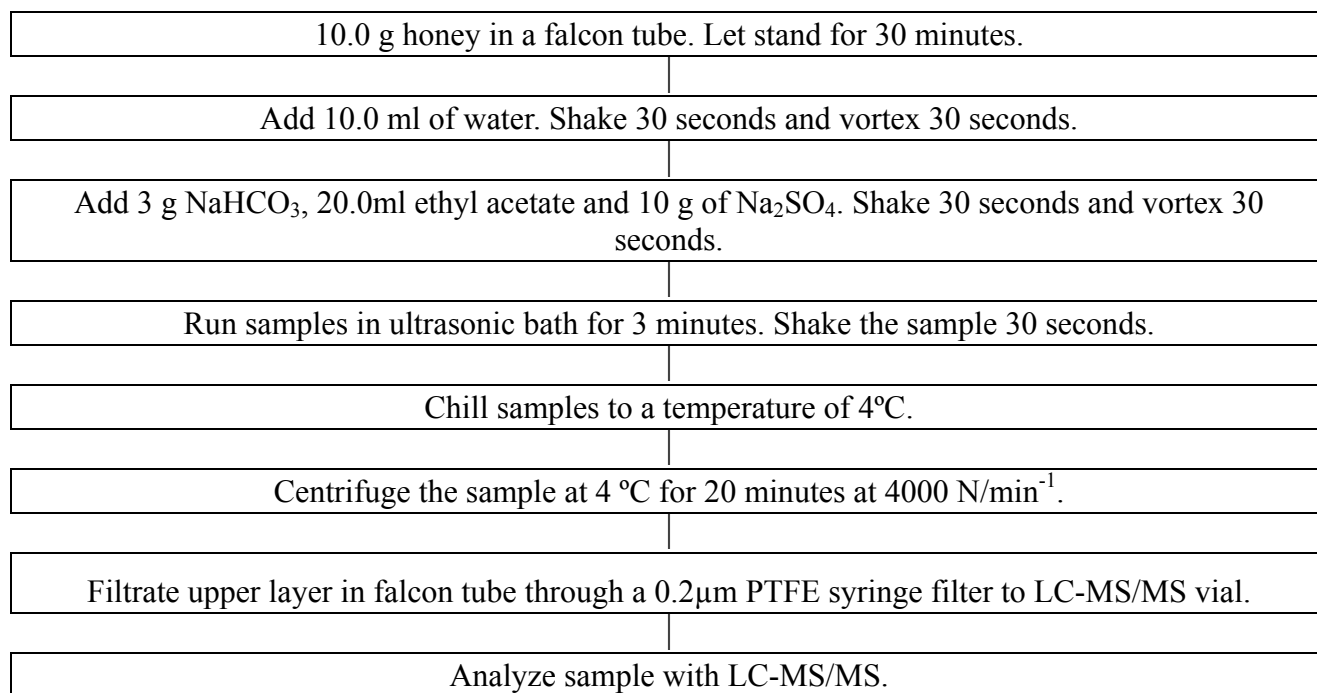 10.0 g honey in a falcon tube. Let stand for 30 minutes.
Add 10.0 ml of water. Shake 30 seconds and vortex 30 seconds.
Add 3 g NaHCO₃, 20.0ml ethyl acetate and 10 g of Na₂SO₄. Shake 30 seconds and vortex 30
seconds.
Run samples in ultrasonic bath for 3 minutes. Shake the sample 30 seconds.
Chill samples to a temperature of 4ºC.
Centrifuge the sample at 4 ºC for 20 minutes at 4000 N/min⁻¹.
Filtrate upper layer in falcon tube through a 0.2µm PTFE syringe filter to LC-MS/MS vial.
Analyze sample with LC-MS/MS.